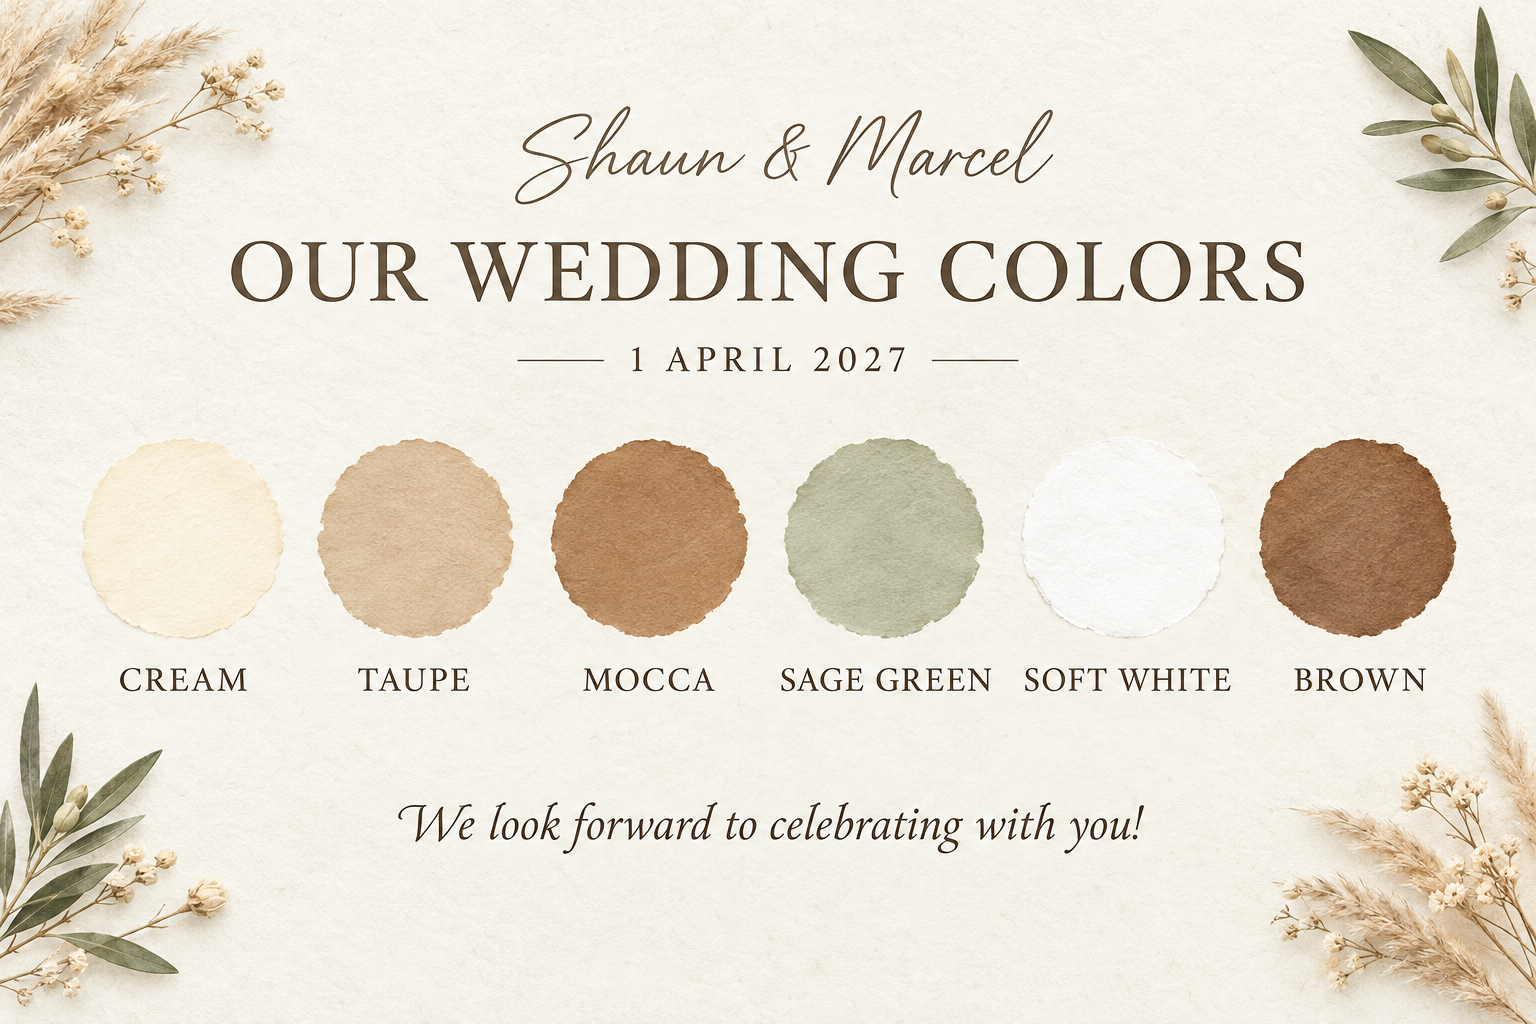 Shaun & Marcel
OUR WEDDING COLORS
1 APRIL 2027
CREAM TAUPE MOCCA SAGE GREEN SOFT WHITE BROWN
We look forward to celebrating with you!